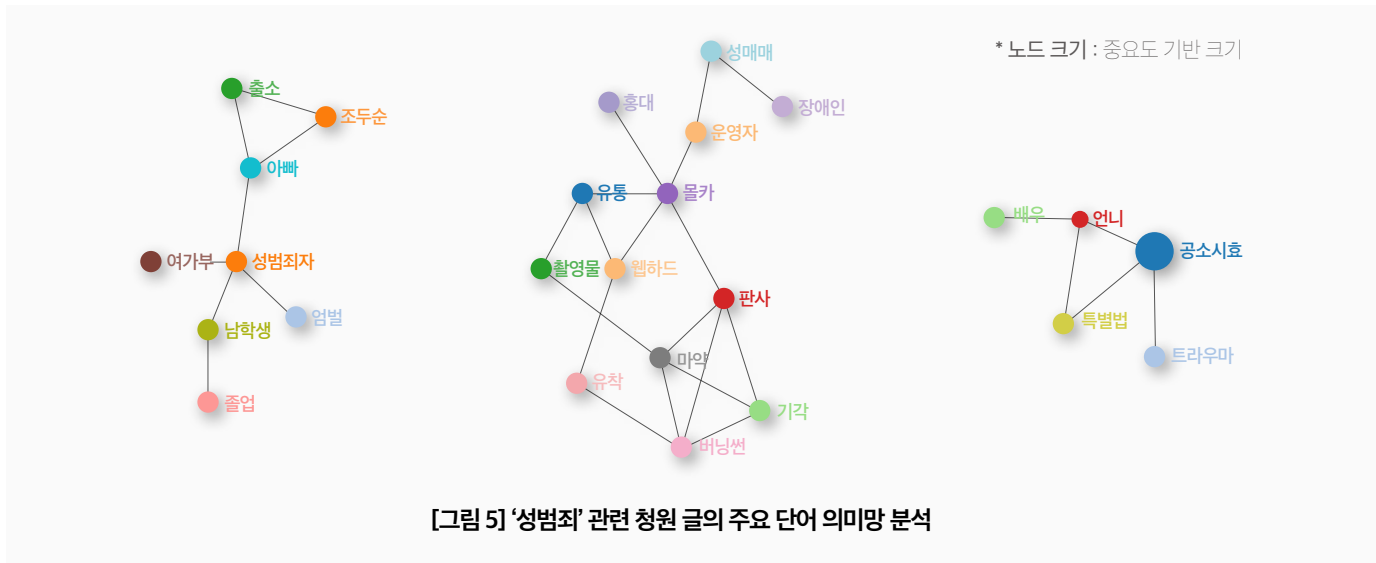 * 노드 크기 : 중요도 기반 크기
출소
조두순
아빠
여가부
성범죄자
엄벌
남학생
졸업
성매매
홍대
장애인
운영자
유통
몰카
촬영물
웹하드
판사
마약
유착
기각
버닝썬
배우
언니
공소시효
특별법
트라우마
[그림 5] ‘성범죄’ 관련 청원 글의 주요 단어 의미망 분석